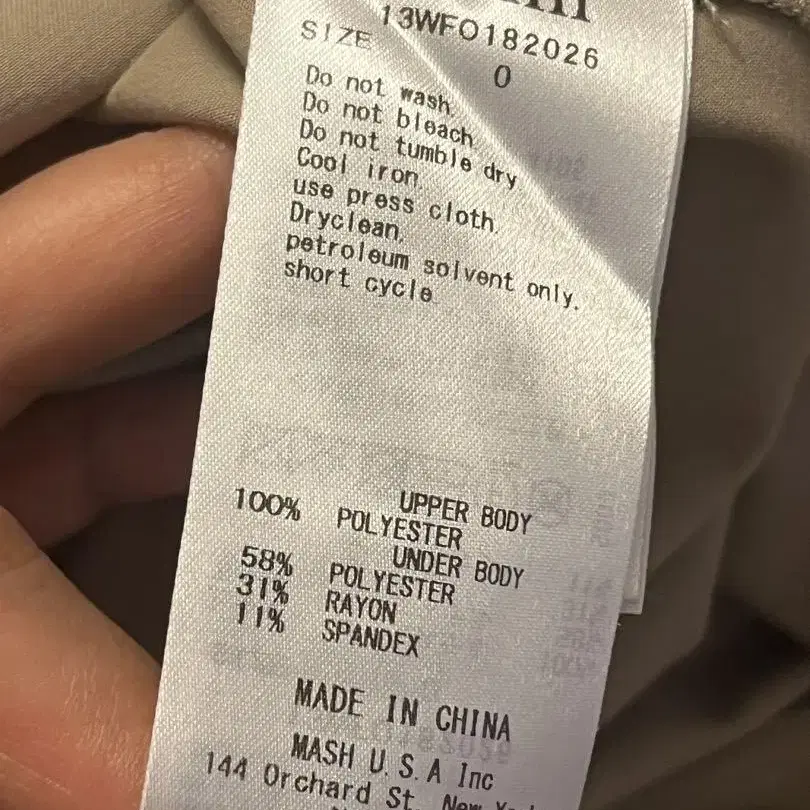 13WFO182026
SIZE 0
Do not wash.
Do not bleach.
Do not tumble dry.
Cool iron.
use press cloth.
Dryclean.
petroleum solvent only.
short cycle.
UPPER BODY
100% POLYESTER
UNDER BODY
58% POLYESTER
31% RAYON
11% SPANDEX
MADE IN CHINA
MASH U.S.A Inc
144 Orchard St. New